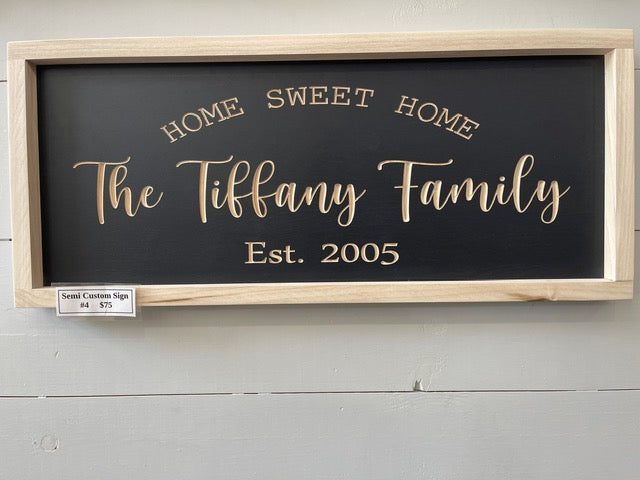 HOME SWEET HOME
The Tiffany Family
Est. 2005
Semi Custom Sign
#4 $75